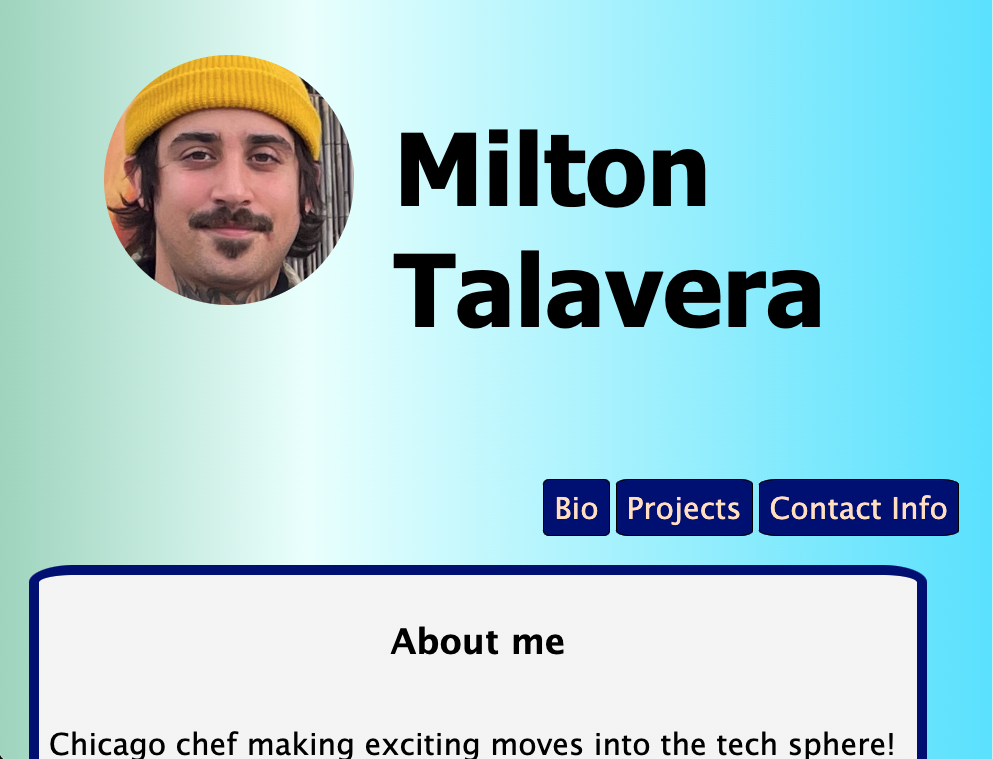 Milton
Talavera
Bio Projects Contact Info
About me
Chicago chef making exciting moves into the tech sphere!